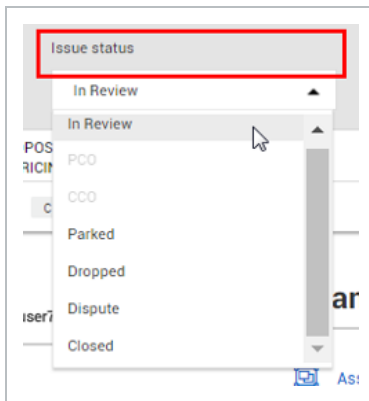 Issue status
In Review
In Review
PCO
CCO
Parked
Dropped
Dispute
Closed